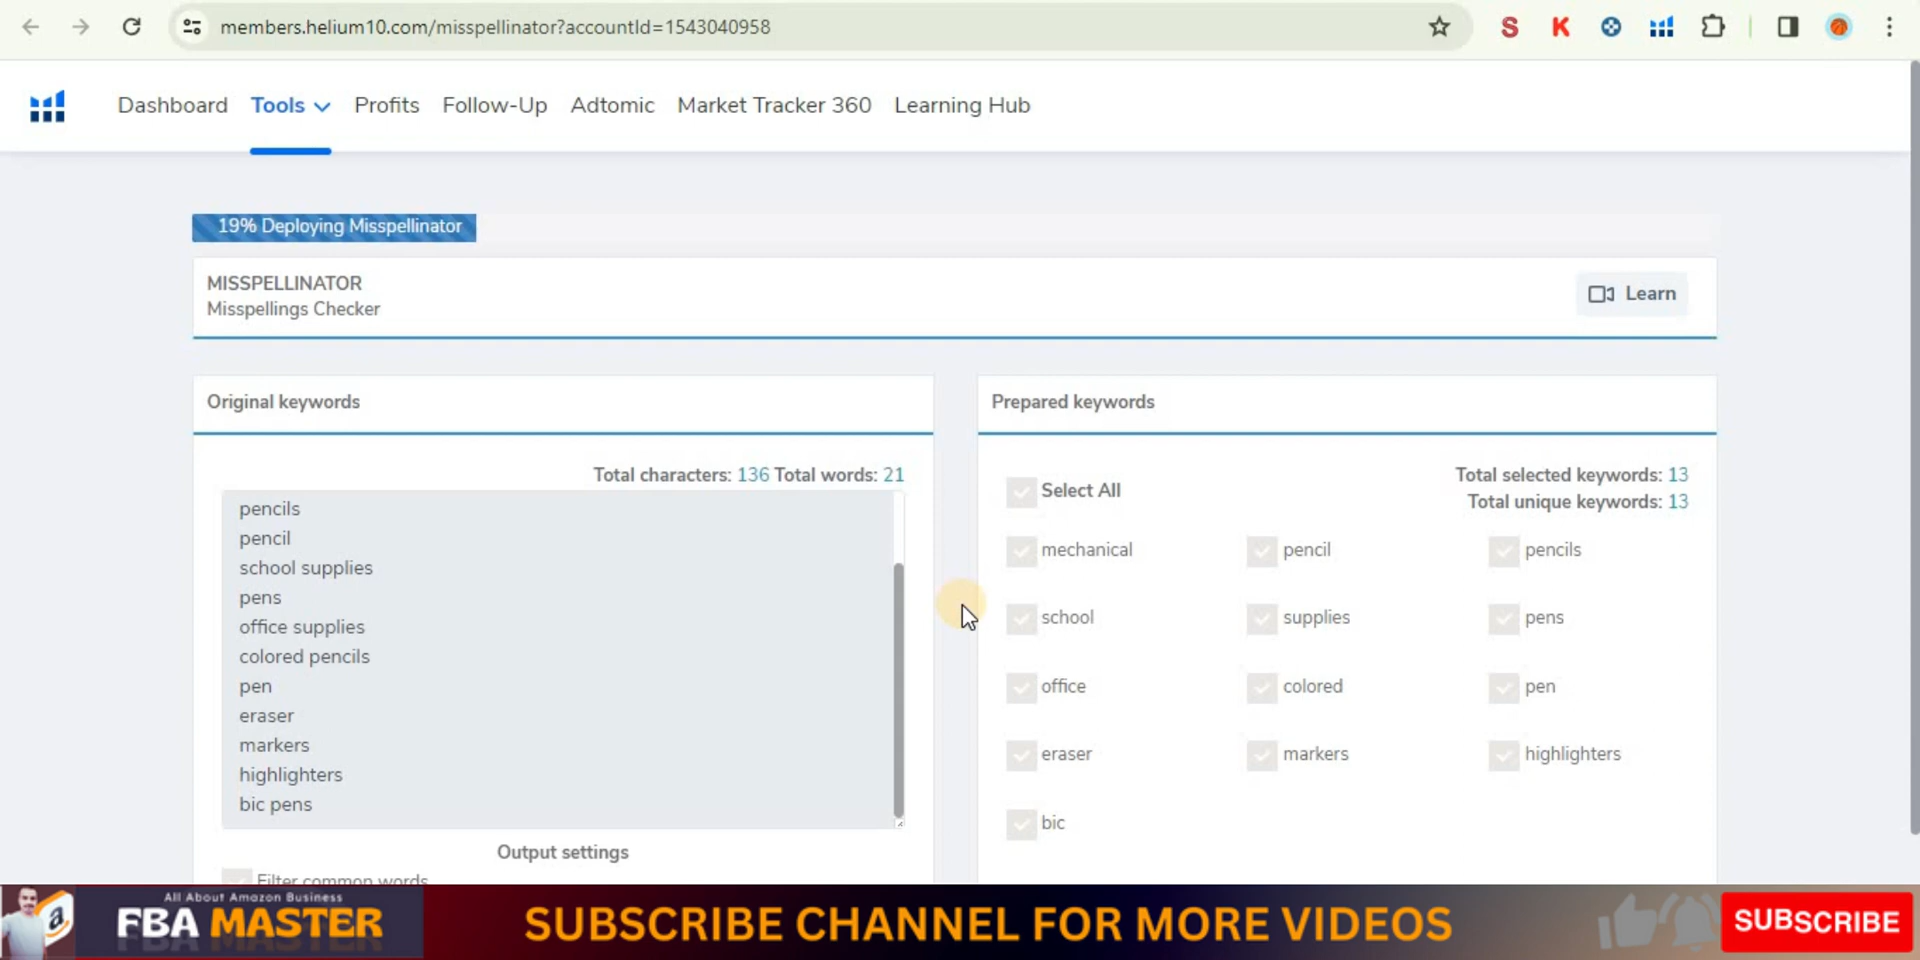 members.helium10.com/misspellinator?accountId=1543040958
S K
Dashboard Tools Profits Follow-Up Adtomic Market Tracker 360 Learning Hub
19% Deploying Misspellinator
MISSPELLINATOR
Misspellings Checker
Learn
Original keywords
Total characters: 136 Total words: 21
pencils
pencil
school supplies
pens
office supplies
colored pencils
pen
eraser
markers
highlighters
bic pens
Output settings
Filter common words
Prepared keywords
Select All
Total selected keywords: 13
Total unique keywords: 13
mechanical pencil pencils
school supplies pens
office colored pen
eraser markers highlighters
bic
All About Amazon Business
FBA MASTER
a
SUBSCRIBE CHANNEL FOR MORE VIDEOS
SUBSCRIBE